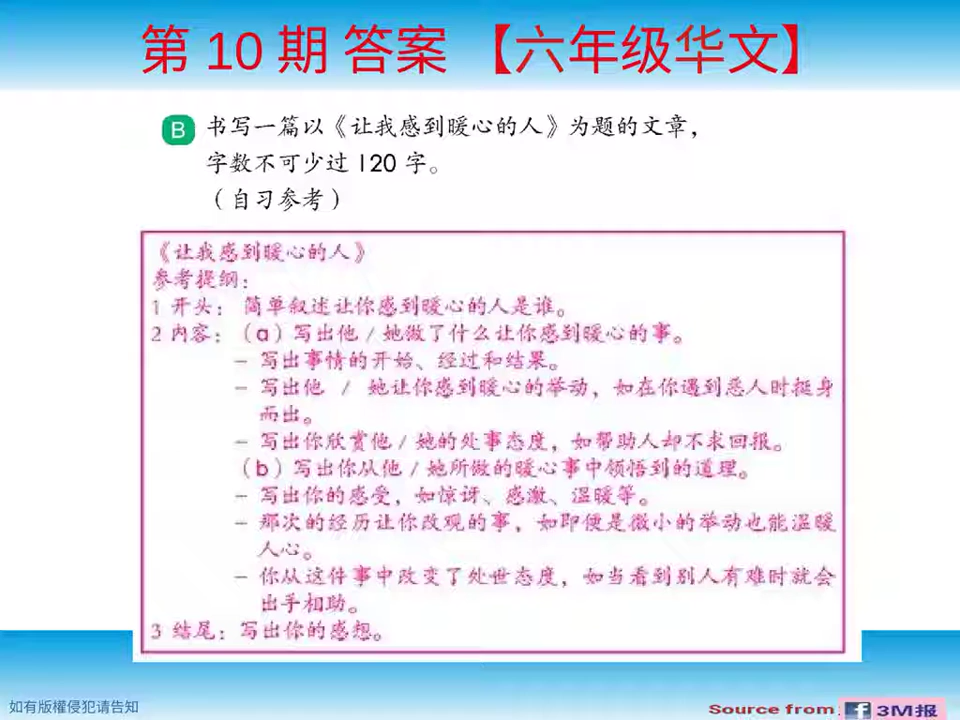 第 10 期 答案 【六年级华文】
B 书写一篇以《让我感到暖心的人》为题的文章，
字数不可少过 120 字。
（自习参考）
《让我感到暖心的人》
参考提纲：
1 开头： 简单叙述让你感到暖心的人是谁。
2 内容：（a）写出他 / 她做了什么让你感到暖心的事。
– 写出事情的开始、经过和结果。
– 写出他 / 她让你感到暖心的举动，如在你遇到恶人时挺身
而出。
– 写出你欣赏他 / 她的处事态度，如帮助人却不求回报。
（b）写出你从他 / 她所做的暖心事中领悟到的道理。
– 写出你的感受，如惊讶、感激、温暖等。
– 那次的经历让你改观的事，如即便是微小的举动也能温暖
人心。
– 你从这件事中改变了处世态度，如当看到别人有难时就会
出手相助。
3 结尾：写出你的感想。
如有版權侵犯请告知
Source from: f 3M报